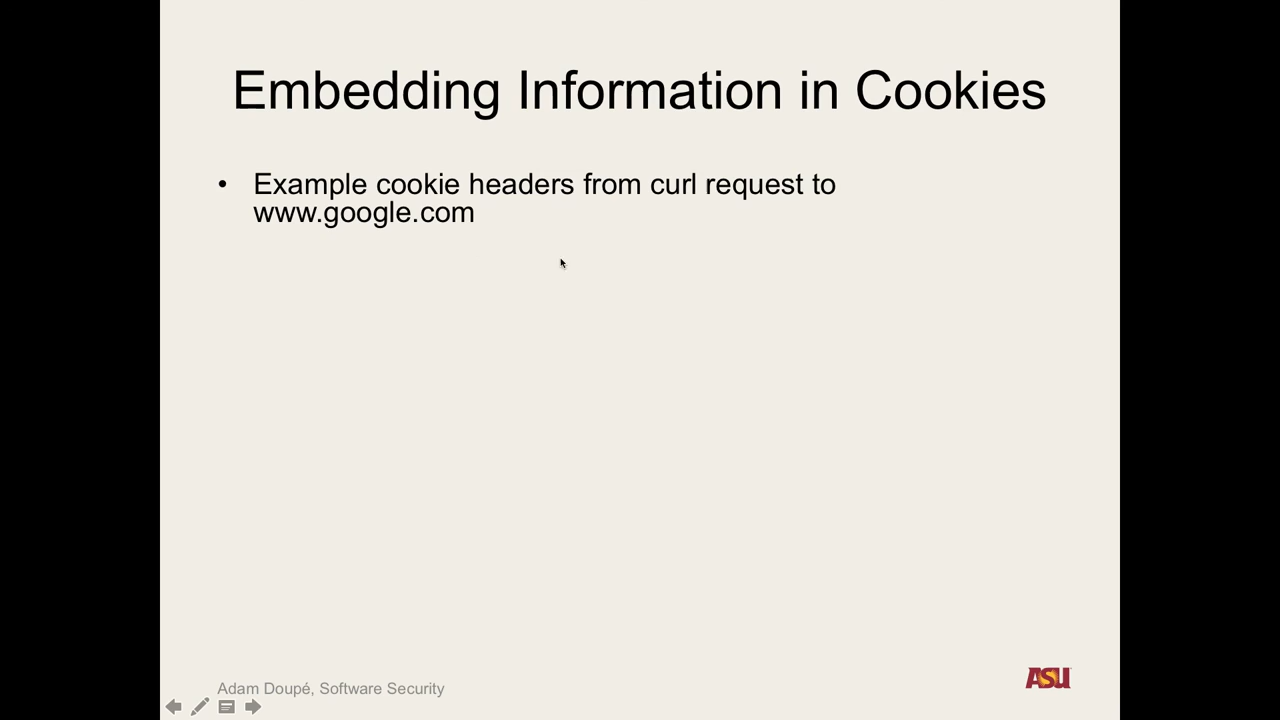 Embedding Information in Cookies
• Example cookie headers from curl request to
www.google.com
Adam Doupé, Software Security
ASU